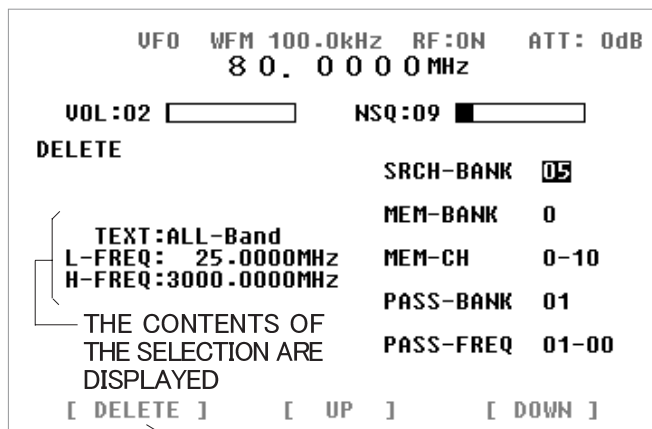 VFO WFM 100.0kHz RF:ON ATT: 0dB
80. 0000MHz
VOL:02 NSQ:09
DELETE
SRCH-BANK 05
MEM-BANK 0
TEXT:ALL-Band
L-FREQ: 25.0000MHz
MEM-CH 0-10
H-FREQ:3000.0000MHz
PASS-BANK 01
THE CONTENTS OF
THE SELECTION ARE
DISPLAYED
PASS-FREQ 01-00
[ DELETE ] [ UP ] [ DOWN ]